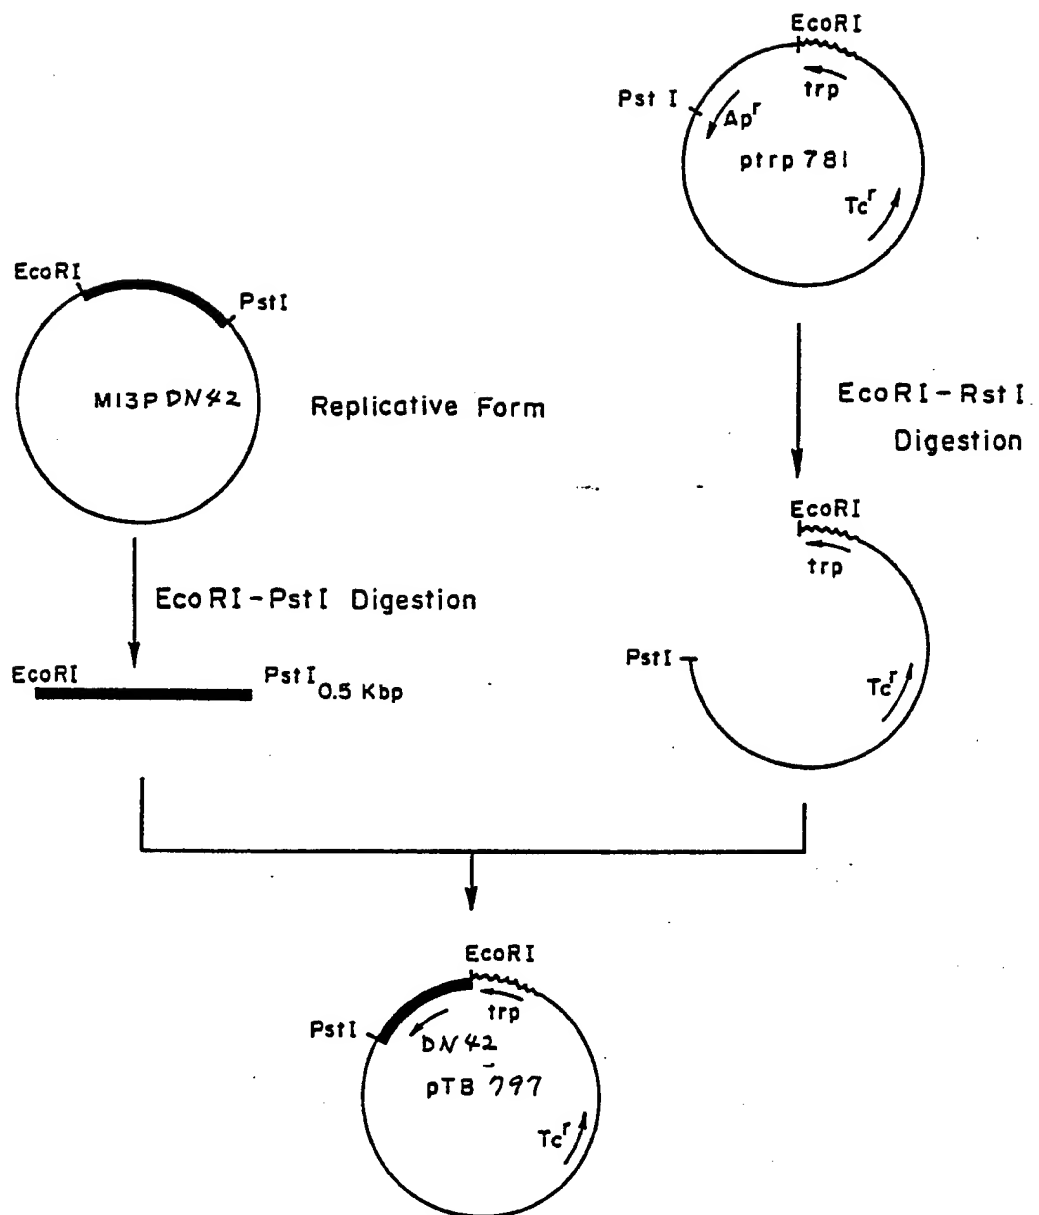 EcoRI
trp
Pst I
Apr
ptrp 781
Tcr
EcoRI
PstI
M13P DN42
Replicative Form
EcoRI-RstI
Digestion
EcoRI
trp
EcoRI-PstI Digestion
EcoRI
PstI
0.5 Kbp
PstI
Tcr
EcoRI
trp
PstI
DN42
pTB 797
Tcr